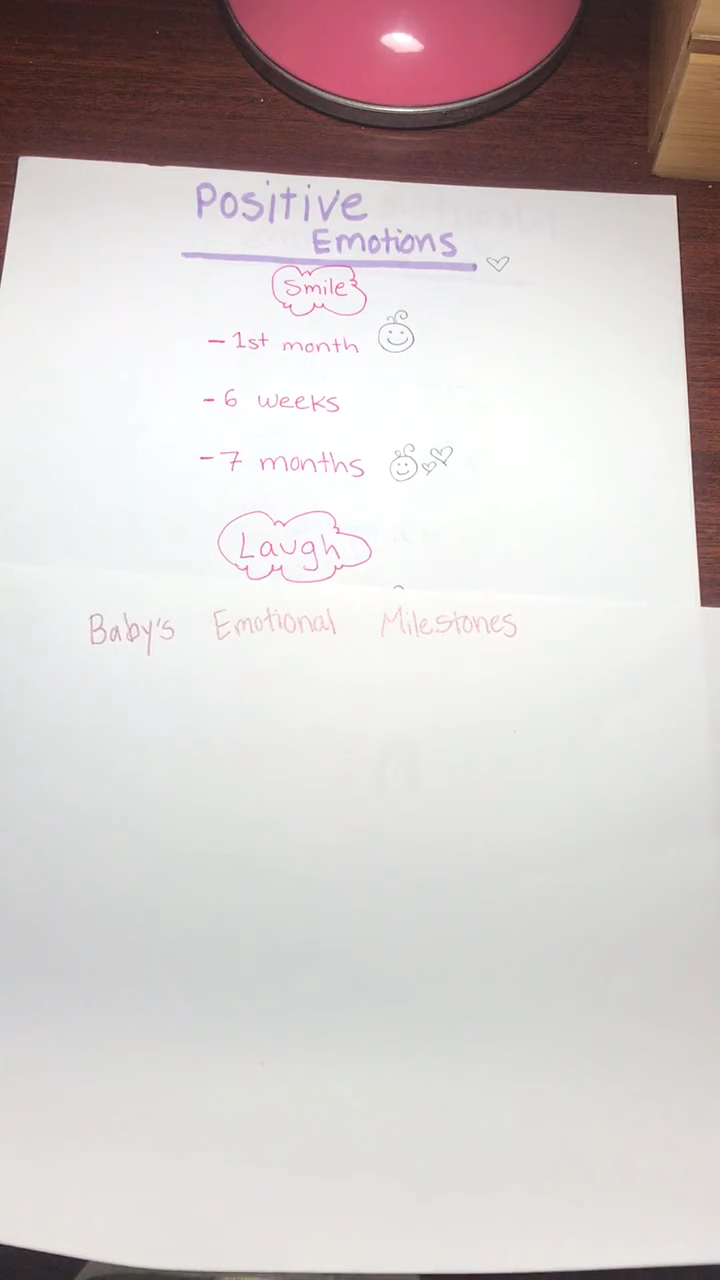 Positive
Emotions
Smile
- 1st month
- 6 weeks
- 7 months
Laugh
Baby's Emotional Milestones